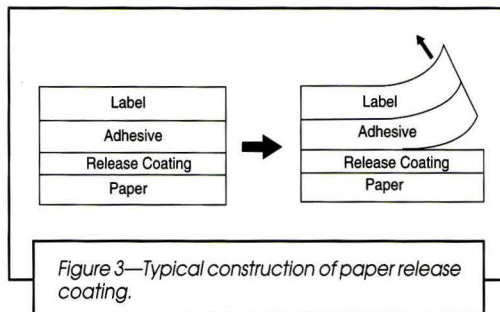 Label
Adhesive
Release Coating
Paper
Label
Adhesive
Release Coating
Paper
Figure 3—Typical construction of paper release
coating.